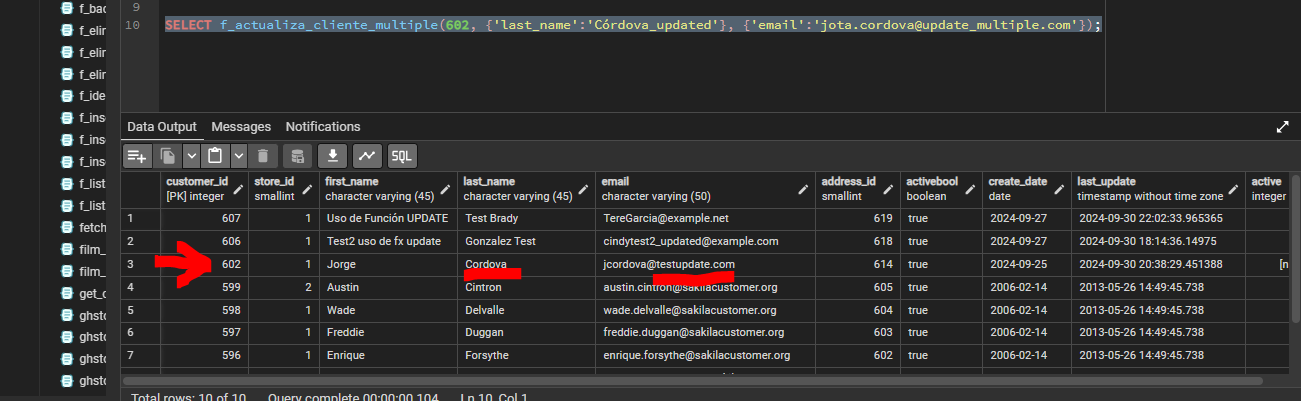 f_bac
9
f_elin
10 SELECT f_actualiza_cliente_multiple(602, {'last_name':'Córdova_updated'}, {'email':'jota.cordova@update_multiple.com'});
f_elir
f_elir
f_ide
f_inse
f_inse
f_inse
f_list
f_list
fetch
film_
film_
get_c
ghsto
ghsto
ghsto
ghsto
Data Output Messages Notifications
SQL
customer_id store_id first_name last_name email address_id activebool create_date last_update active
[PK] integer smallint character varying (45) character varying (45) character varying (50) smallint boolean date timestamp without time zone integer
1 607 1 Uso de Función UPDATE Test Brady TereGarcia@example.net 619 true 2024-09-27 2024-09-30 22:02:33.965365
2 606 1 Test2 uso de fx update Gonzalez Test cindytest2_updated@example.com 618 true 2024-09-27 2024-09-30 18:14:36.14975
3 602 1 Jorge Cordova jcordova@testupdate.com 614 true 2024-09-25 2024-09-30 20:38:29.451388 [n
4 599 2 Austin Cintron austin.cintron@sakilacustomer.org 605 true 2006-02-14 2013-05-26 14:49:45.738
5 598 1 Wade Delvalle wade.delvalle@sakilacustomer.org 604 true 2006-02-14 2013-05-26 14:49:45.738
6 597 1 Freddie Duggan freddie.duggan@sakilacustomer.org 603 true 2006-02-14 2013-05-26 14:49:45.738
7 596 1 Enrique Forsythe enrique.forsythe@sakilacustomer.org 602 true 2006-02-14 2013-05-26 14:49:45.738
Total rows: 10 of 10 Query complete 00:00:00.104 Ln 10, Col 1